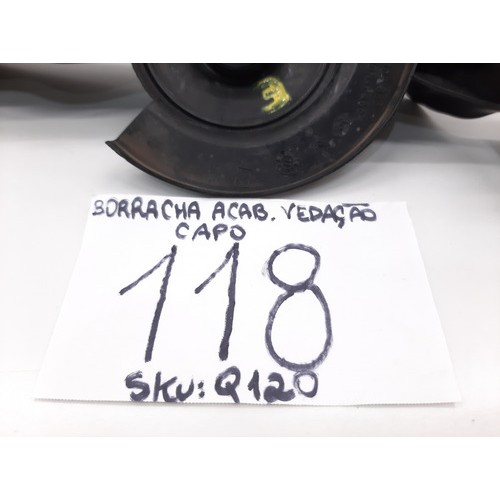 BORRACHA ACAB. VEDAÇÃO
CAPO
118
SKU: Q120